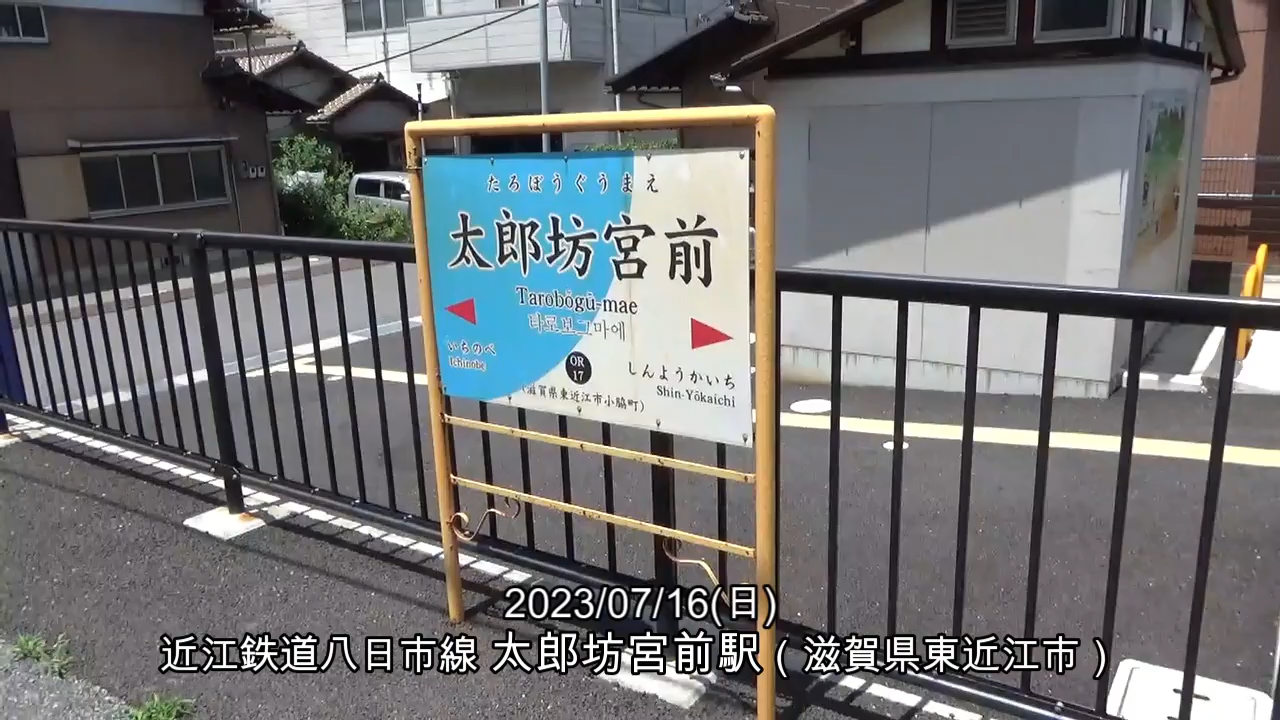 たろぼうぐうまえ
太郎坊宮前
Tarobōgū-mae
타로보그마에
いちのべ
Ichinobe
OR
17
しんようかいち
Shin-Yōkaichi
(滋賀県東近江市小脇町)
2023/07/16(日)
近江鉄道八日市線 太郎坊宮前駅（滋賀県東近江市）